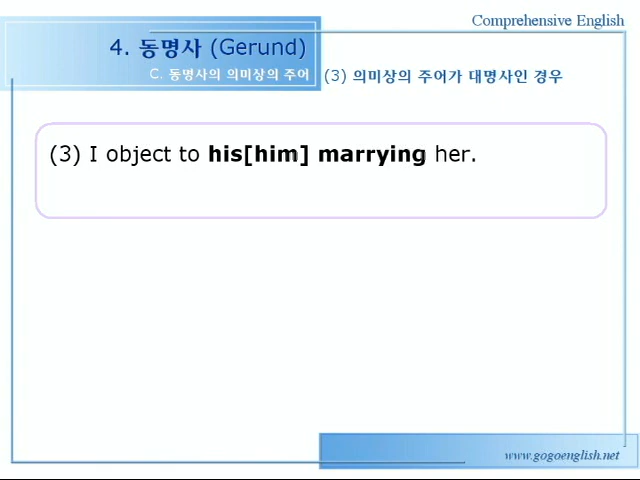 Comprehensive English
4. 동명사 (Gerund)
C. 동명사의 의미상의 주어
(3) 의미상의 주어가 대명사인 경우
(3) I object to his[him] marrying her.
www.gogoenglish.net